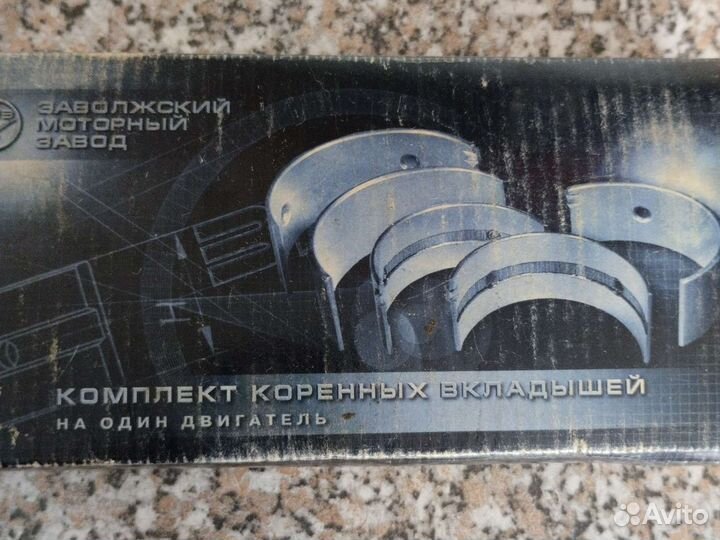 ЗАВОЛЖСКИЙ
МОТОРНЫЙ
ЗАВОД
КОМПЛЕКТ КОРЕННЫХ ВКЛАДЫШЕЙ
НА ОДИН ДВИГАТЕЛЬ
Avito